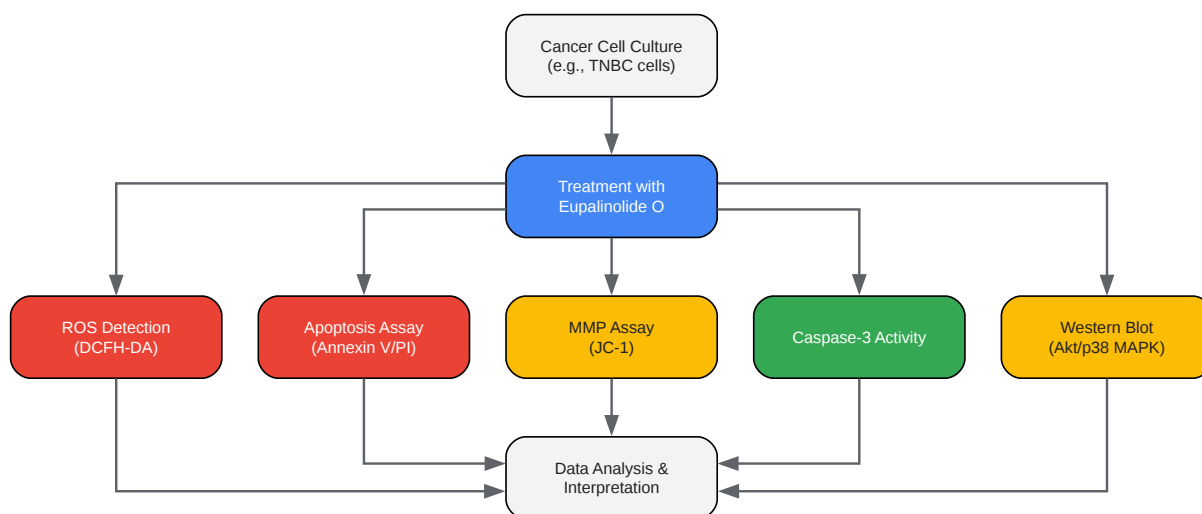 Cancer Cell Culture
(e.g., TNBC cells)
Treatment with
Eupalinolide O
ROS Detection
(DCFH-DA)
Apoptosis Assay
(Annexin V/PI)
MMP Assay
(JC-1)
Caspase-3 Activity
Western Blot
(Akt/p38 MAPK)
Data Analysis &
Interpretation